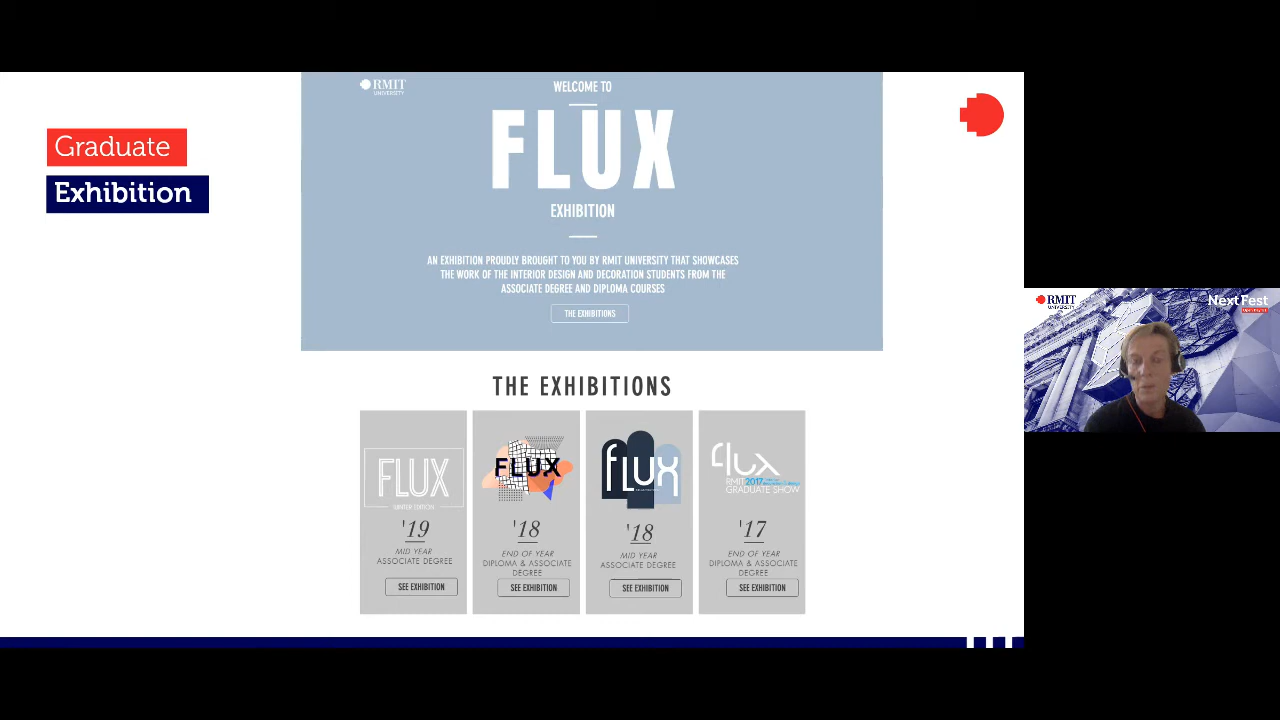 Graduate
Exhibition
RMIT
UNIVERSITY
WELCOME TO
FLUX
EXHIBITION
AN EXHIBITION PROUDLY BROUGHT TO YOU BY RMIT UNIVERSITY THAT SHOWCASES
THE WORK OF THE INTERIOR DESIGN AND DECORATION STUDENTS FROM THE
ASSOCIATE DEGREE AND DIPLOMA COURSES
THE EXHIBITIONS
THE EXHIBITIONS
FLUX
WINTER EDITION
'19
MID YEAR
ASSOCIATE DEGREE
SEE EXHIBITION
FLUX
'18
END OF YEAR
DIPLOMA & ASSOCIATE
DEGREE
SEE EXHIBITION
flux
'18
MID YEAR
ASSOCIATE DEGREE
SEE EXHIBITION
flux
RMIT 2017
GRADUATE SHOW
'17
END OF YEAR
DIPLOMA & ASSOCIATE
DEGREE
SEE EXHIBITION
RMIT
UNIVERSITY
NextFest